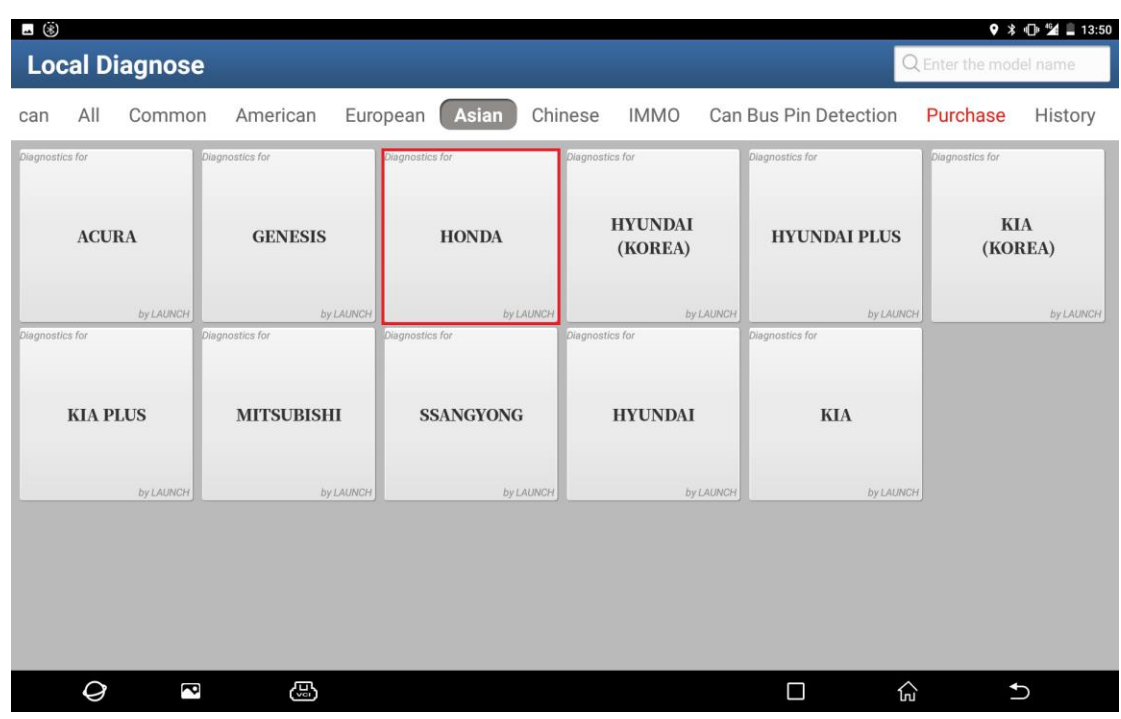 4G 13:50
Local Diagnose
Enter the model name
can All Common American European Asian Chinese IMMO Can Bus Pin Detection Purchase History
Diagnostics for
ACURA
by LAUNCH
Diagnostics for
GENESIS
by LAUNCH
Diagnostics for
HONDA
by LAUNCH
Diagnostics for
HYUNDAI
(KOREA)
by LAUNCH
Diagnostics for
HYUNDAI PLUS
by LAUNCH
Diagnostics for
KIA
(KOREA)
by LAUNCH
Diagnostics for
KIA PLUS
by LAUNCH
Diagnostics for
MITSUBISHI
by LAUNCH
Diagnostics for
SSANGYONG
by LAUNCH
Diagnostics for
HYUNDAI
by LAUNCH
Diagnostics for
KIA
by LAUNCH
VCI